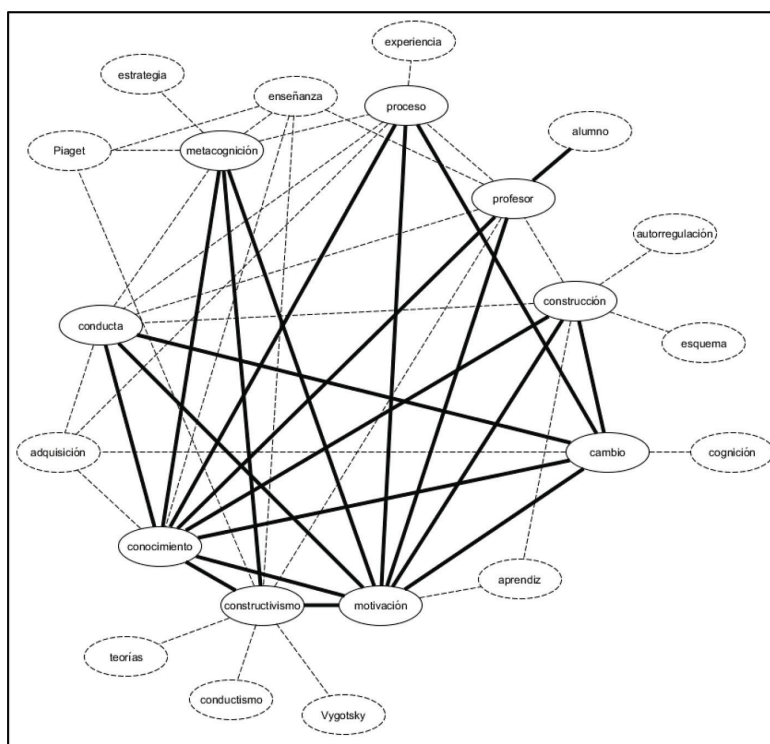 experiencia
estrategia
enseñanza
proceso
alumno
Piaget
metacognición
profesor
autorregulación
construcción
conducta
esquema
adquisición
cambio
cognición
conocimiento
aprendiz
constructivismo
motivación
teorías
conductismo
Vygotsky